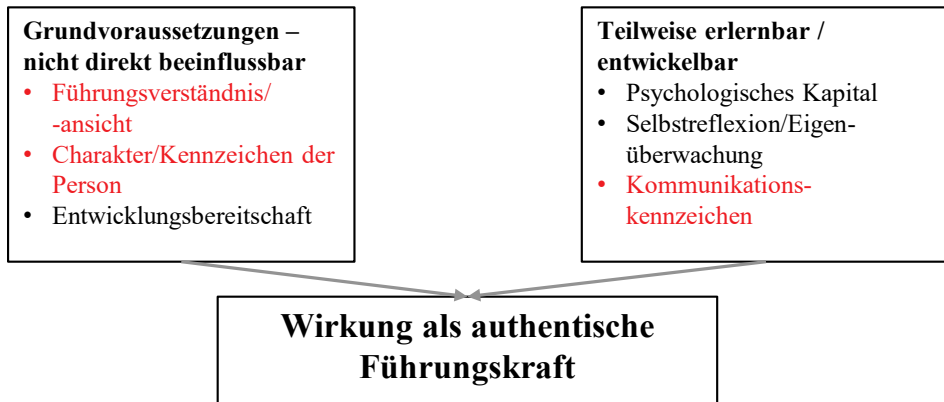 Grundvoraussetzungen –
nicht direkt beeinflussbar
• Führungsverständnis/
-ansicht
• Charakter/Kennzeichen der
Person
• Entwicklungsbereitschaft
Teilweise erlernbar /
entwickelbar
• Psychologisches Kapital
• Selbstreflexion/Eigen-
überwachung
• Kommunikations-
kennzeichen
Wirkung als authentische
Führungskraft